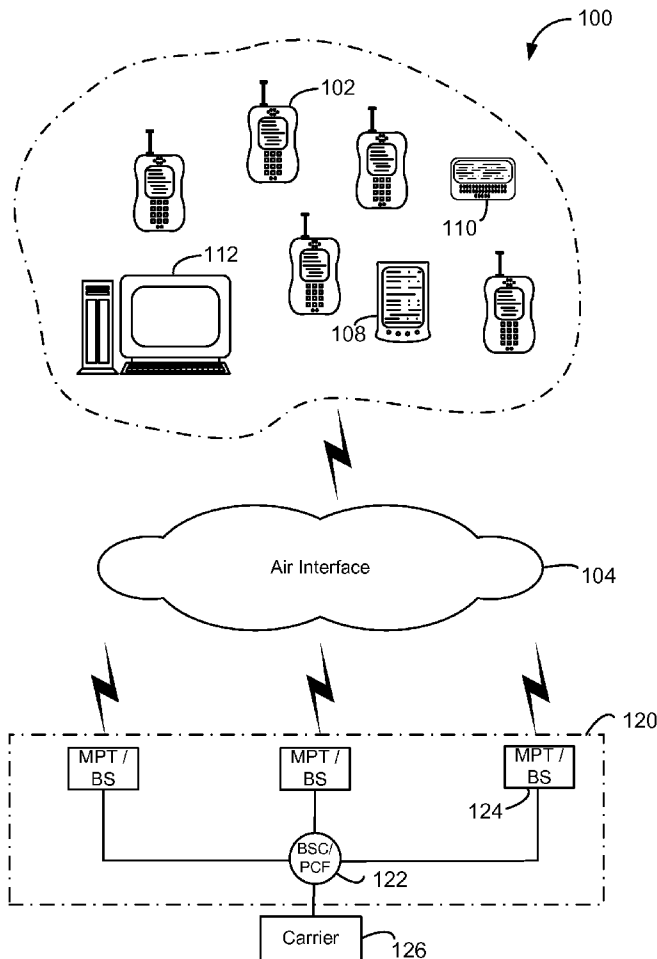 100
102
110
112
108
Air Interface
104
120
MPT /
BS
MPT /
BS
MPT /
BS
124
BSC/
PCF
122
Carrier
126